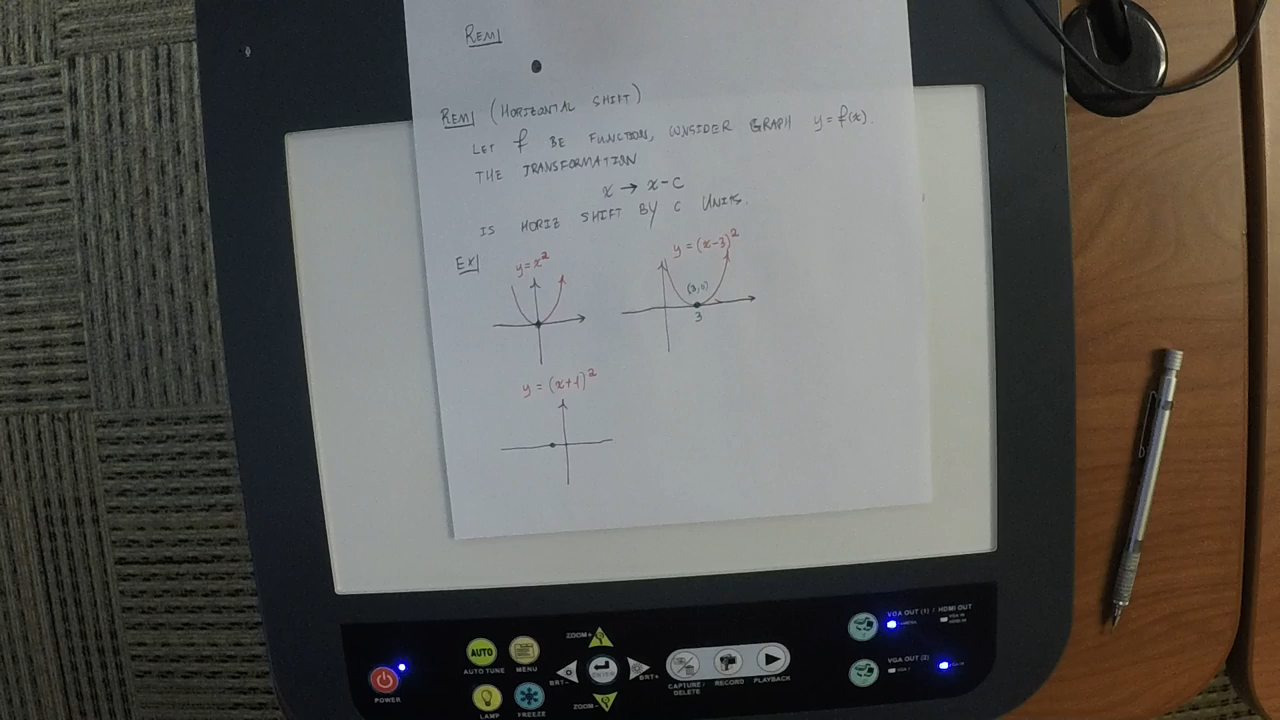 REM
REM (HORIZONTAL SHIFT)
LET f BE FUNCTION, CONSIDER GRAPH y = f(x).
THE TRANSFORMATION
x → x - C
IS HORIZ SHIFT BY C UNITS.
EX
y = x²
y = (x-3)²
(3,0)
3
y = (x+1)²
VGA OUT (1) / HDMI OUT
VGA OUT (2)
ZOOM+
AUTO
AUTO TUNE
MENU
BRT-
BRT+
CAPTURE / DELETE
RECORD
PLAYBACK
POWER
LAMP
FREEZE
ZOOM-